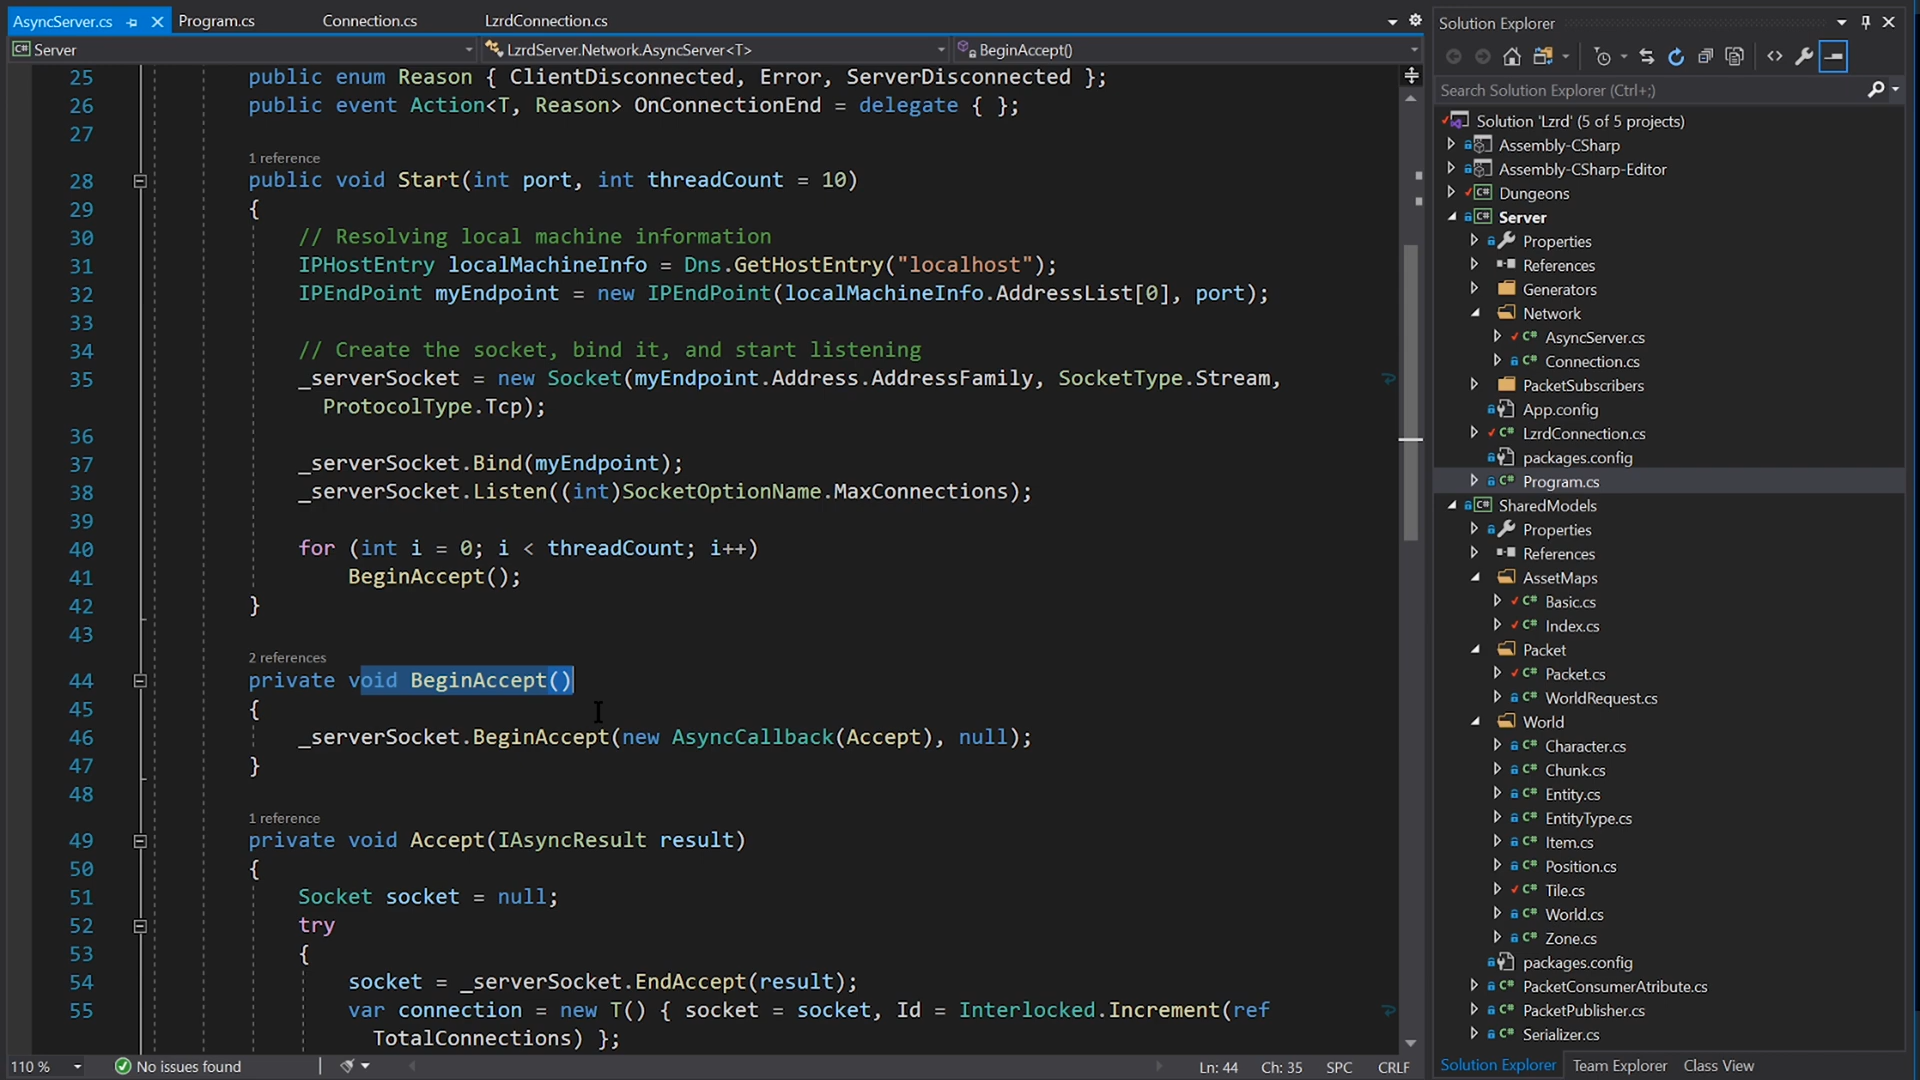 AsyncServer.cs
Program.cs
Connection.cs
LzrdConnection.cs
Server
LzrdServer.Network.AsyncServer<T>
BeginAccept()
25 public enum Reason { ClientDisconnected, Error, ServerDisconnected };
26 public event Action<T, Reason> OnConnectionEnd = delegate { };
27
1 reference
28 public void Start(int port, int threadCount = 10)
29 {
30 // Resolving local machine information
31 IPHostEntry localMachineInfo = Dns.GetHostEntry("localhost");
32 IPEndPoint myEndpoint = new IPEndPoint(localMachineInfo.AddressList[0], port);
33
34 // Create the socket, bind it, and start listening
35 _serverSocket = new Socket(myEndpoint.Address.AddressFamily, SocketType.Stream,
ProtocolType.Tcp);
36
37 _serverSocket.Bind(myEndpoint);
38 _serverSocket.Listen((int)SocketOptionName.MaxConnections);
39
40 for (int i = 0; i < threadCount; i++)
41 BeginAccept();
42 }
43
2 references
44 private void BeginAccept()
45 {
46 _serverSocket.BeginAccept(new AsyncCallback(Accept), null);
47 }
48
1 reference
49 private void Accept(IAsyncResult result)
50 {
51 Socket socket = null;
52 try
53 {
54 socket = _serverSocket.EndAccept(result);
55 var connection = new T() { socket = socket, Id = Interlocked.Increment(ref
TotalConnections) };
110 %
No issues found
Ln: 44
Ch: 35
SPC
CRLF
Solution Explorer
Search Solution Explorer (Ctrl+;)
Solution 'Lzrd' (5 of 5 projects)
Assembly-CSharp
Assembly-CSharp-Editor
Dungeons
Server
Properties
References
Generators
Network
AsyncServer.cs
Connection.cs
PacketSubscribers
App.config
LzrdConnection.cs
packages.config
Program.cs
SharedModels
Properties
References
AssetMaps
Basic.cs
Index.cs
Packet
Packet.cs
WorldRequest.cs
World
Character.cs
Chunk.cs
Entity.cs
EntityType.cs
Item.cs
Position.cs
Tile.cs
World.cs
Zone.cs
packages.config
PacketConsumerAtribute.cs
PacketPublisher.cs
Serializer.cs
Solution Explorer
Team Explorer
Class View